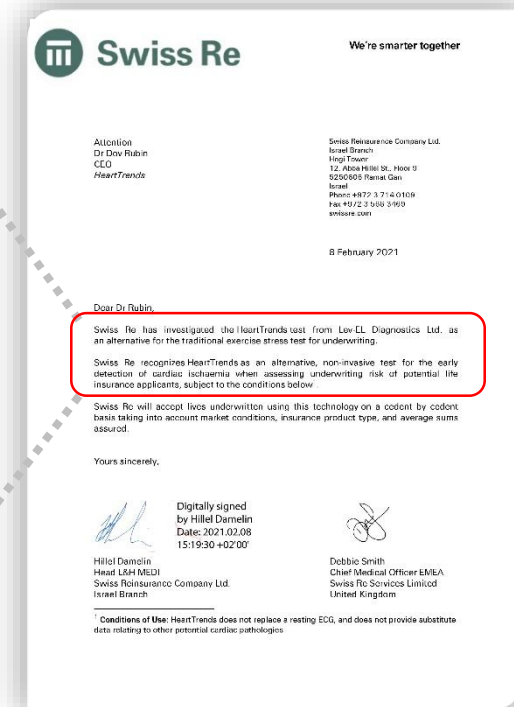 Swiss Re
We're smarter together
Attention
Dr Dov Rubin
CEO
HeartTrends
Swiss Reinsurance Company Ltd.
Israel Branch
Hogi Tower
12, Abba Hillel St., Floor 9
5250606 Ramat Gan
Israel
Phone +972 3 714 0109
Fax +972 3 566 3469
swissre.com
8 February 2021
Dear Dr Rubin,
Swiss Re has investigated the HeartTrends test from Lev-EL Diagnostics Ltd. as
an alternative for the traditional exercise stress test for underwriting.
Swiss Re recognizes HeartTrends as an alternative, non-invasive test for the early
detection of cardiac ischaemia when assessing underwriting risk of potential life
insurance applicants, subject to the conditions below
Swiss Re will accept lives underwritten using this technology on a cedent by cedent
basis taking into account market conditions, insurance product type, and average sums
assured.
Yours sincerely,
Digitally signed
by Hillel Damelin
Date: 2021.02.08
15:19:30 +02'00'
Hillel Damelin
Head L&H MEDI
Swiss Reinsurance Company Ltd.
Israel Branch
Debbie Smith
Chief Medical Officer EMEA
Swiss Re Services Limited
United Kingdom
1 Conditions of Use: HeartTrends does not replace a resting ECG, and does not provide substitute
data relating to other potential cardiac pathologies